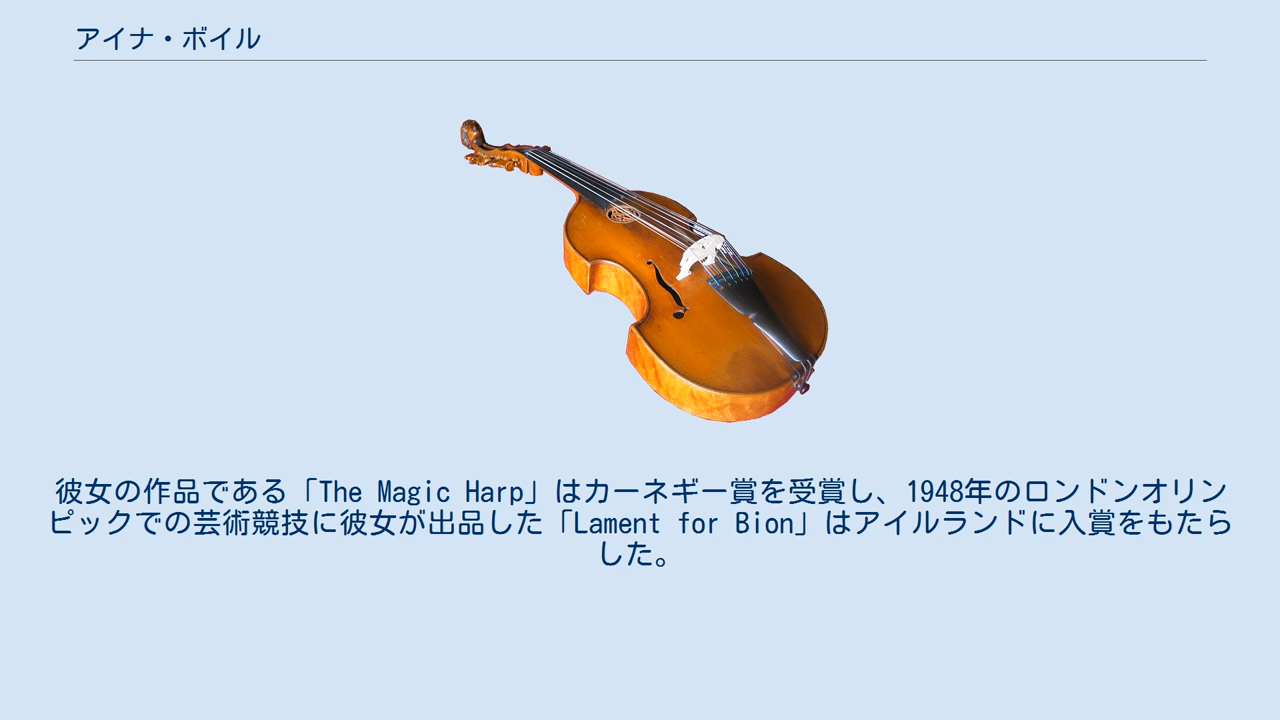 アイナ・ボイル
彼女の作品である「The Magic Harp」はカーネギー賞を受賞し、1948年のロンドンオリン
ピックでの芸術競技に彼女が出品した「Lament for Bion」はアイルランドに入賞をもたら
した。